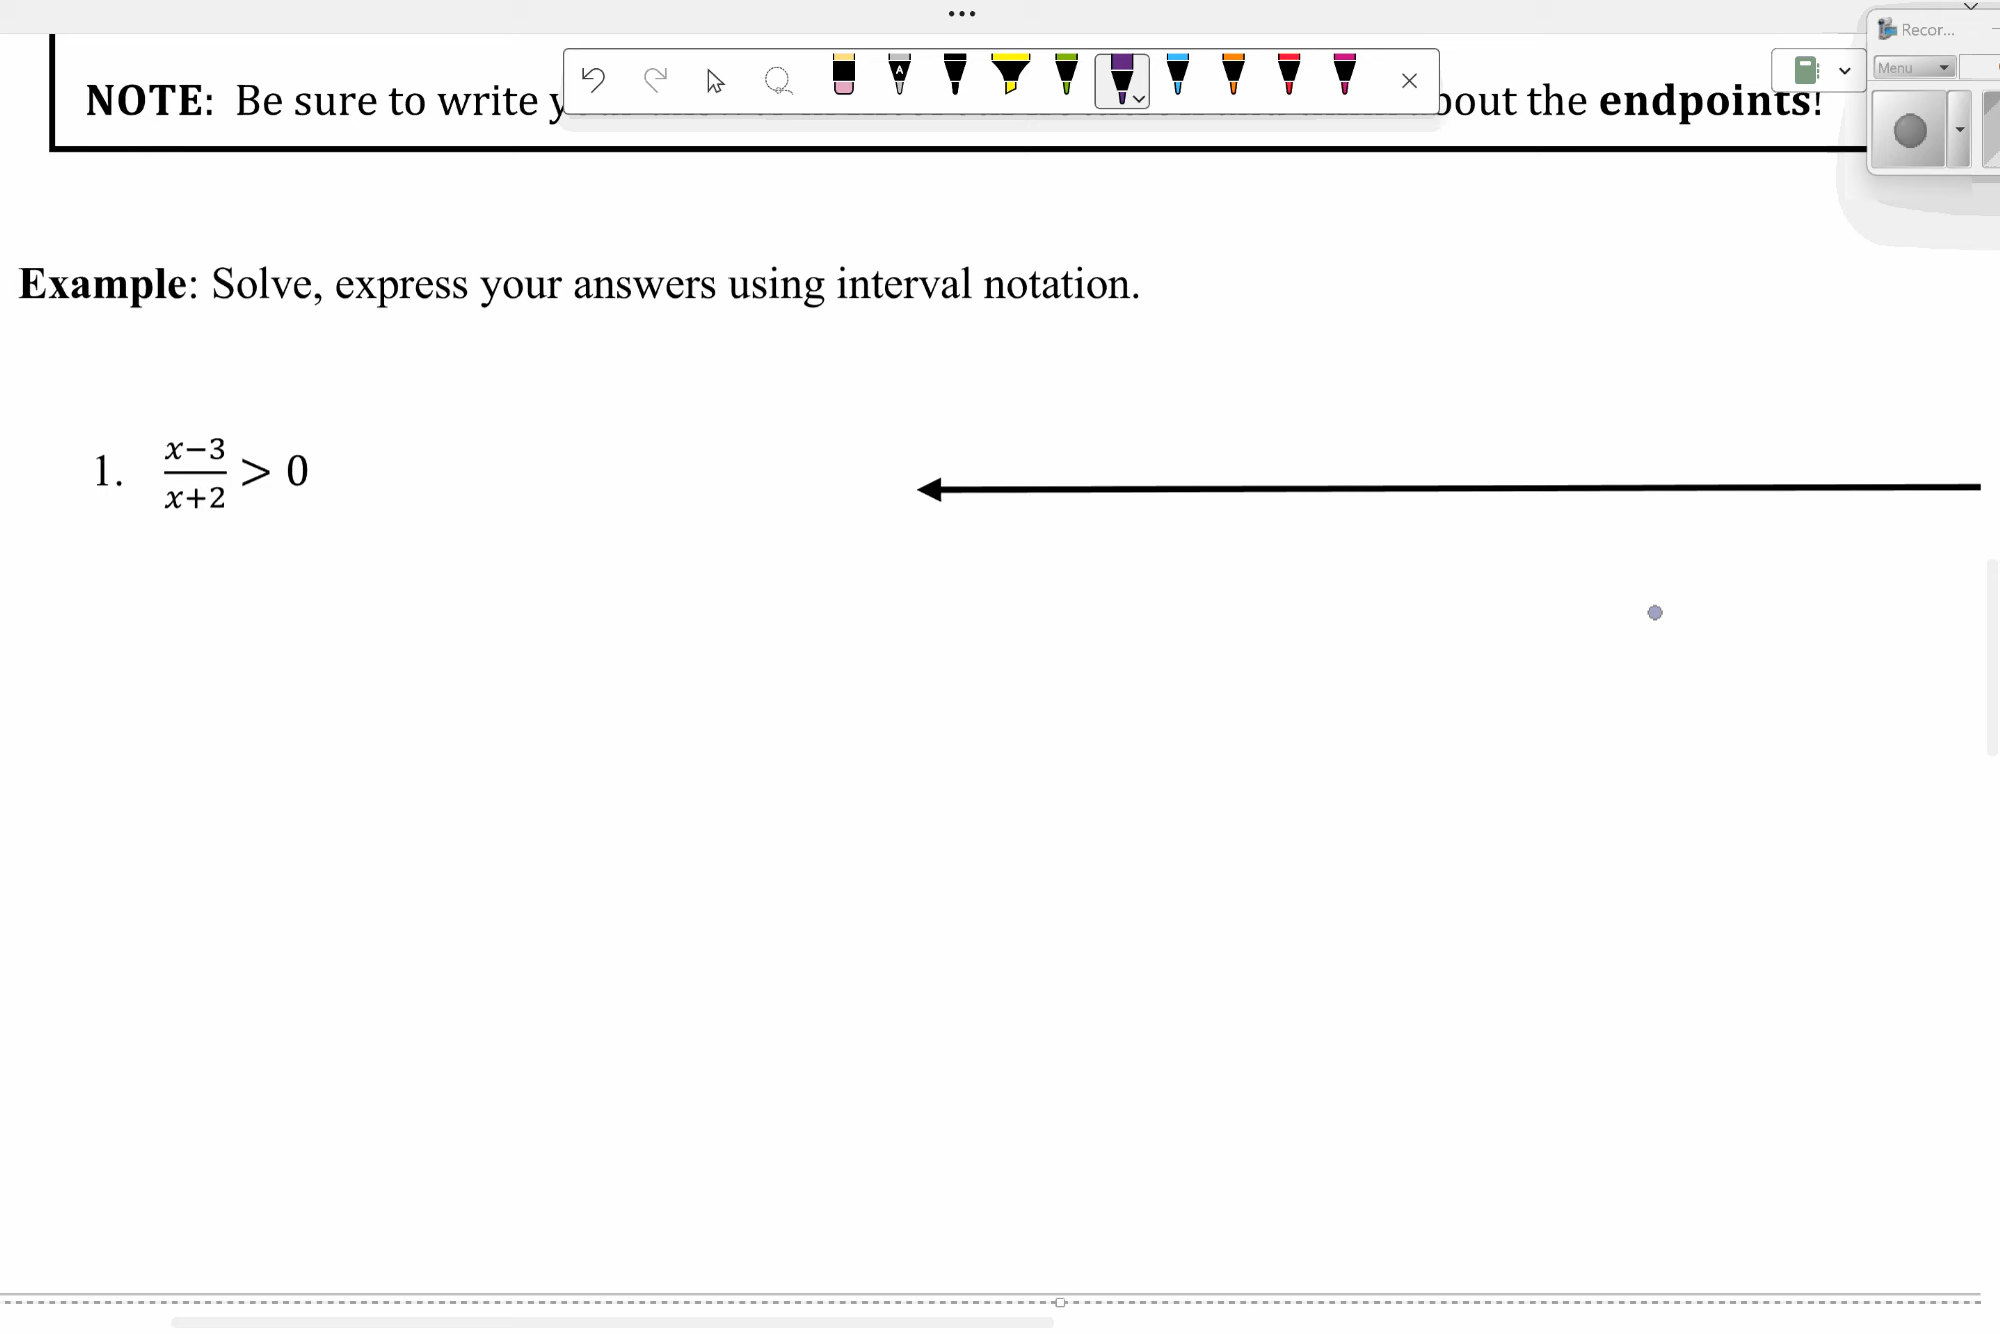 Recor...
Menu
NOTE: Be sure to write
the endpoints!
Example: Solve, express your answers using interval notation.
1. x−3/x+2 > 0